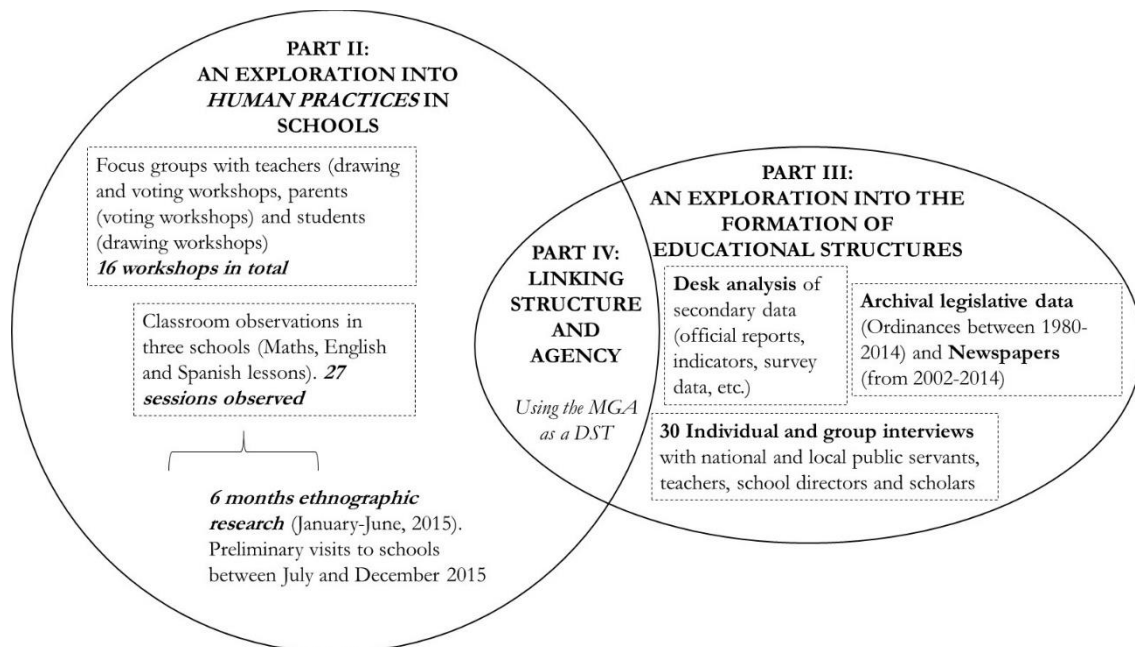 PART II:
AN EXPLORATION INTO
HUMAN PRACTICES IN
SCHOOLS
Focus groups with teachers (drawing
and voting workshops, parents
(voting workshops) and students
(drawing workshops)
16 workshops in total
Classroom observations in
three schools (Maths, English
and Spanish lessons). 27
sessions observed
6 months ethnographic
research (January-June, 2015).
Preliminary visits to schools
between July and December 2015
PART IV:
LINKING
STRUCTURE
AND
AGENCY
Using the MGA
as a DST
PART III:
AN EXPLORATION INTO THE
FORMATION OF
EDUCATIONAL STRUCTURES
Desk analysis of
secondary data
(official reports,
indicators, survey
data, etc.)
Archival legislative data
(Ordinances between 1980-
2014) and Newspapers
(from 2002-2014)
30 Individual and group interviews
with national and local public servants,
teachers, school directors and scholars